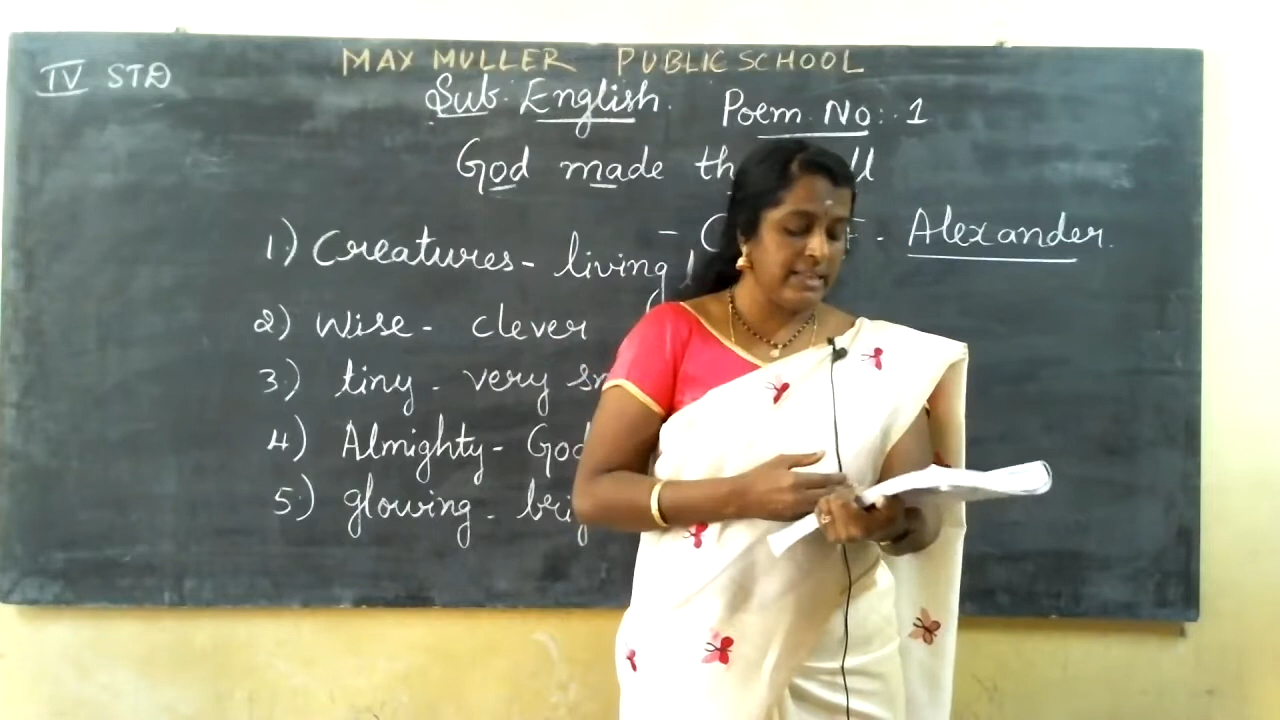 MAX MULLER PUBLIC SCHOOL
IV STD
Sub. English. Poem No: 1
God made
- Alexander.
1) Creatures - living
2) Wise - clever
3) tiny - very
4) Almighty - God
5) glowing -